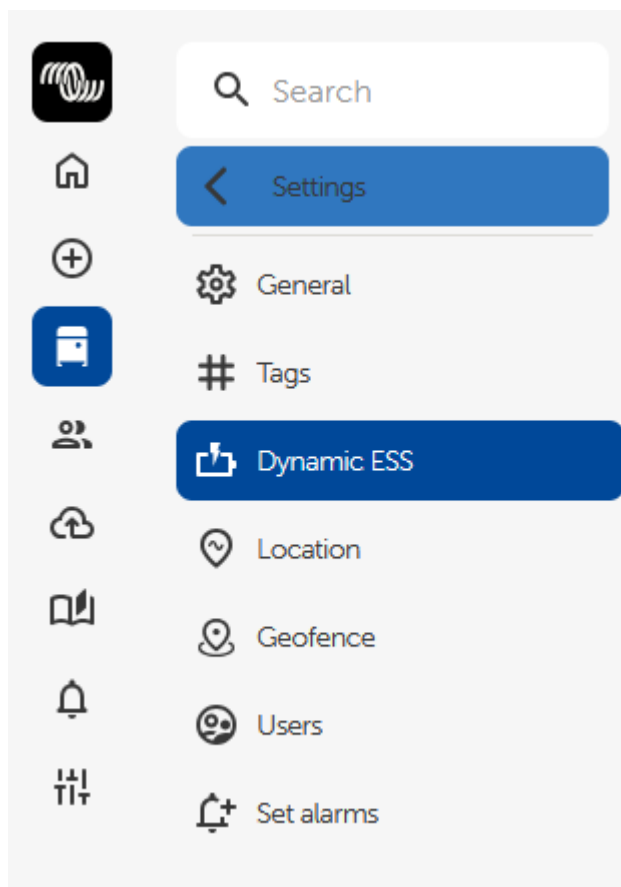 Search
Settings
General
Tags
Dynamic ESS
Location
Geofence
Users
Set alarms